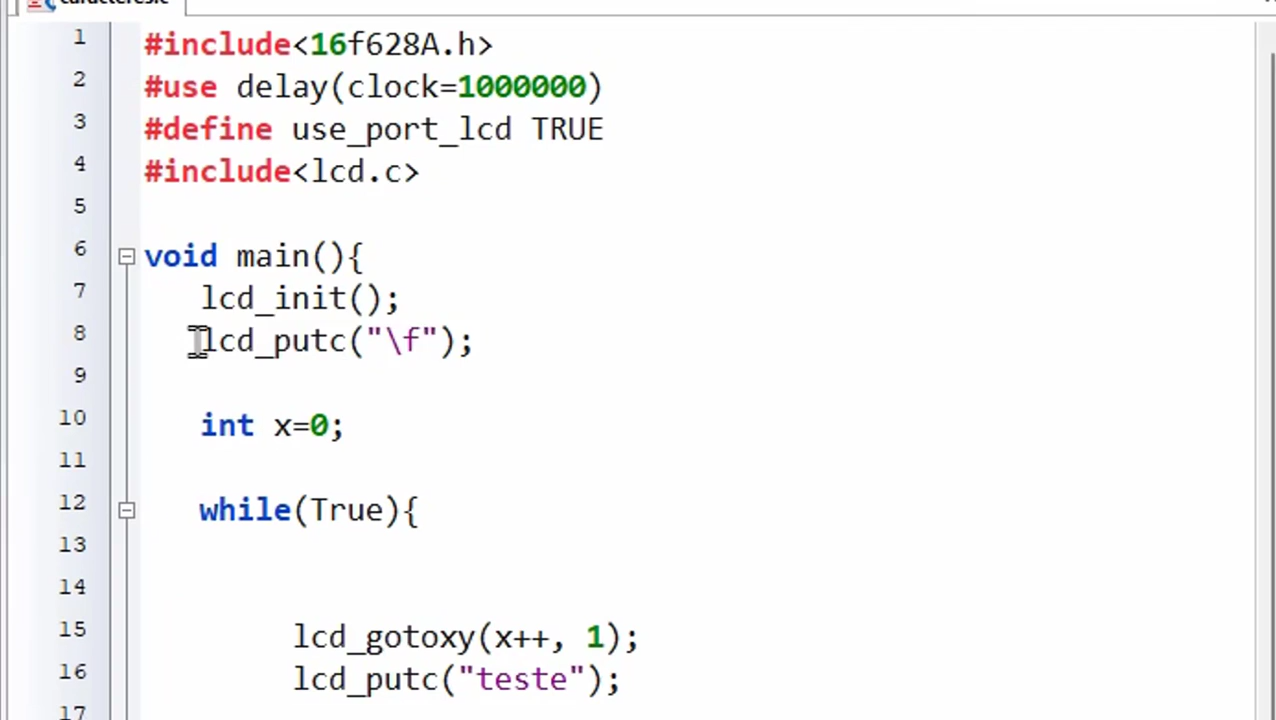 caracteres.c
1 #include<16f628A.h>
2 #use delay(clock=1000000)
3 #define use_port_lcd TRUE
4 #include<lcd.c>
5
6 void main(){
7 lcd_init();
8 lcd_putc("\f");
9
10 int x=0;
11
12 while(True){
13
14
15 lcd_gotoxy(x++, 1);
16 lcd_putc("teste");
17